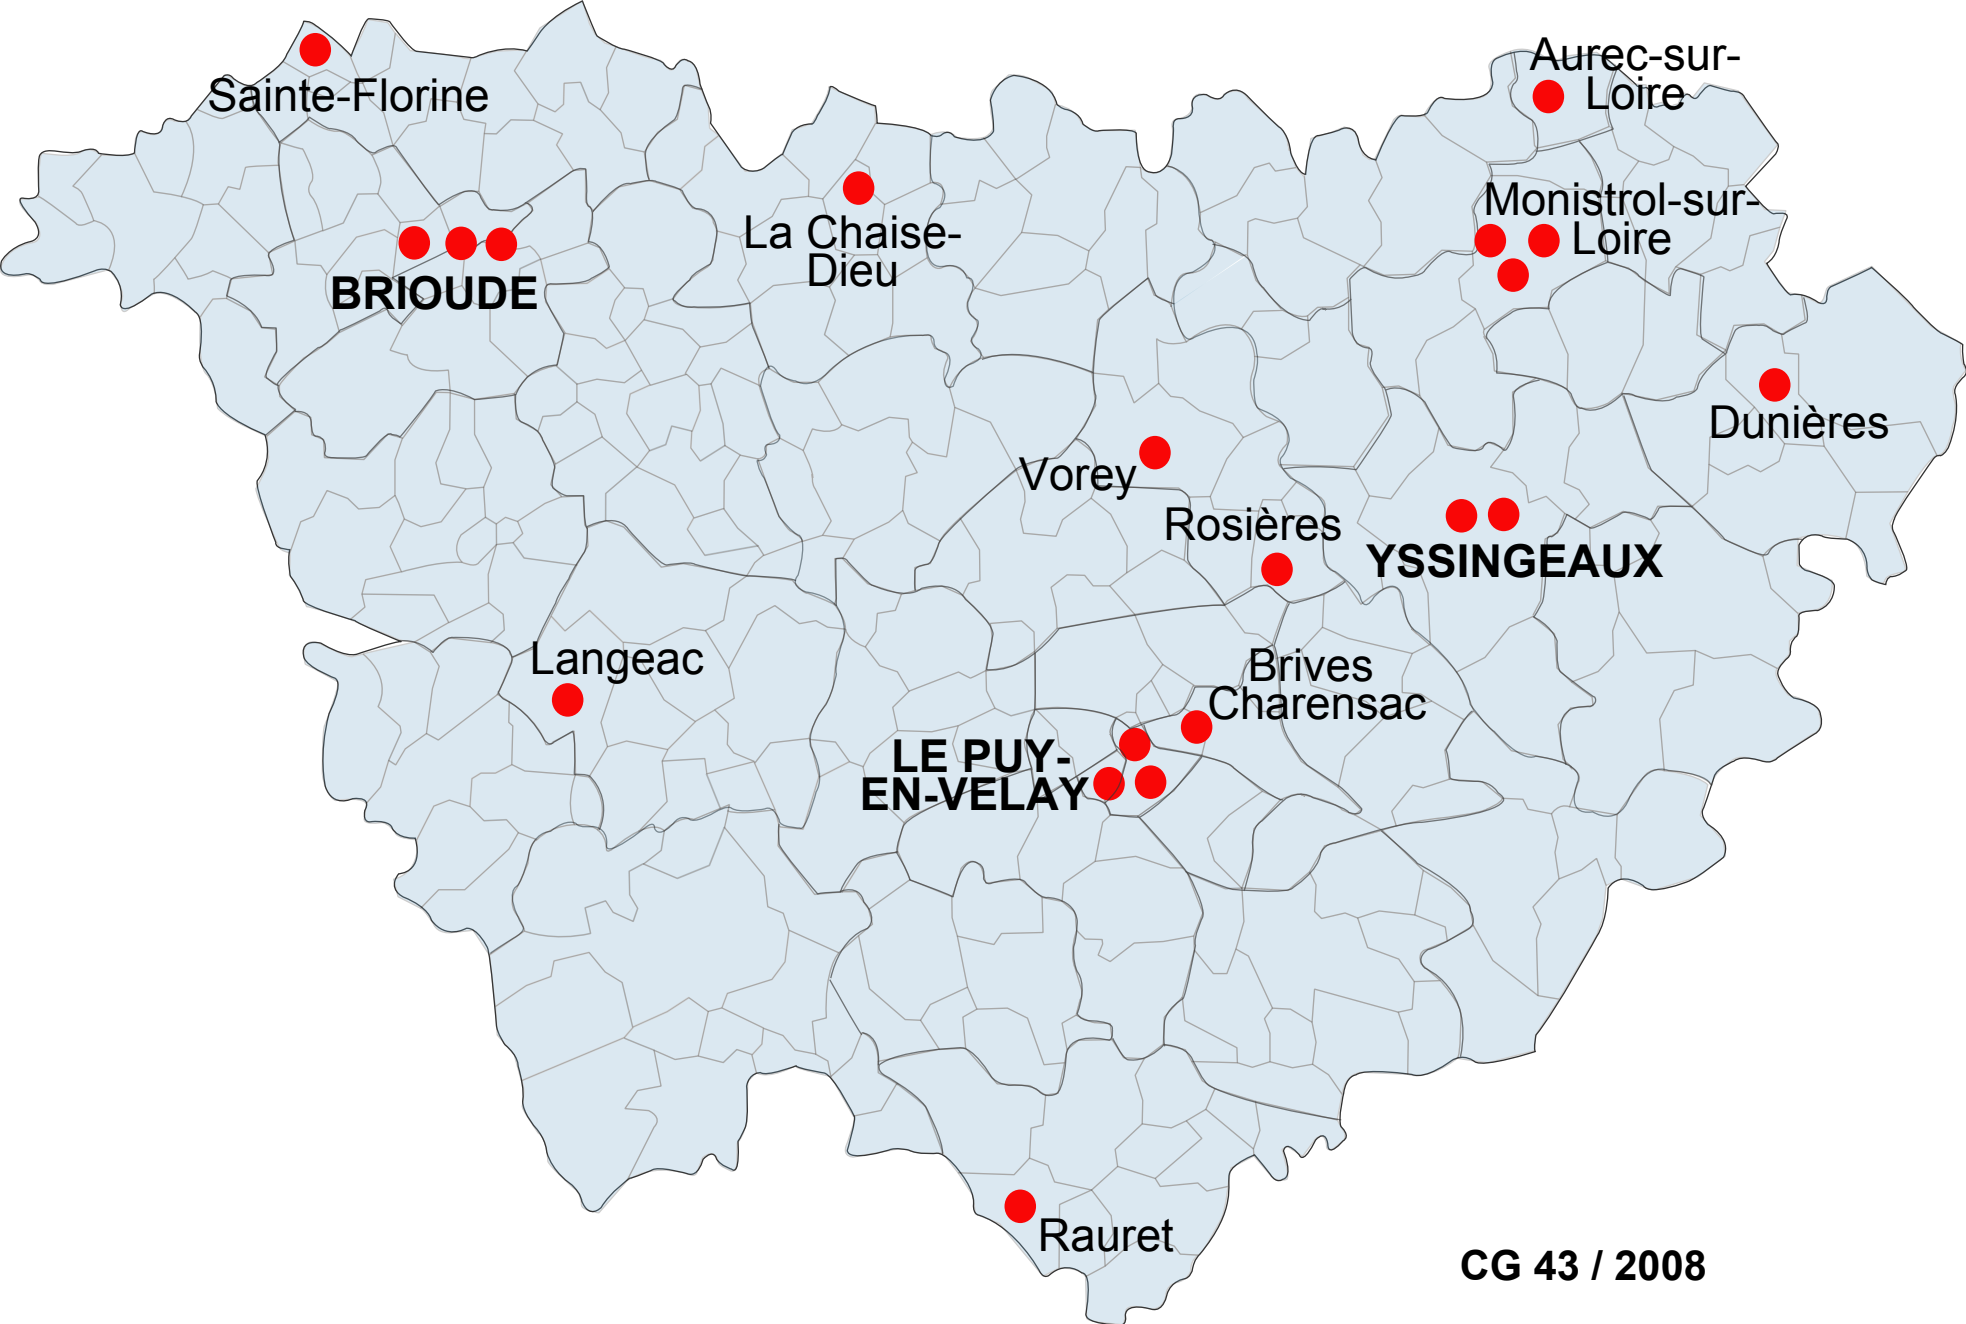 Aurec-sur-
Loire
Sainte-Florine
Monistrol-sur-
Loire
La Chaise-
Dieu
BRIOUDE
Dunières
Vorey
Rosières
YSSINGEAUX
Langeac
Brives
Charensac
LE PUY-
EN-VELAY
Rauret
CG 43 / 2008